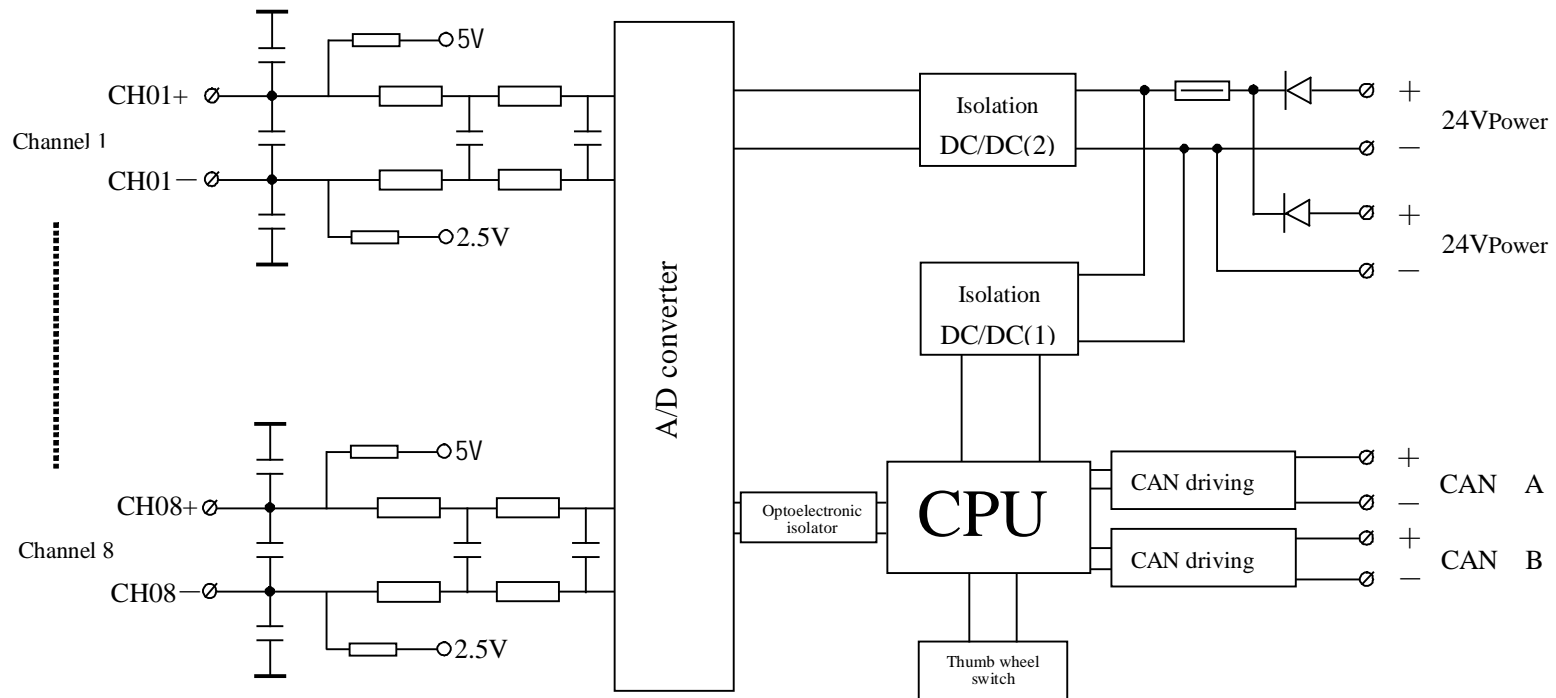 5V
CH01+
Channel 1
CH01－
2.5V
A/D converter
Isolation
DC/DC(2)
+
24VPower
－
+
24VPower
－
Isolation
DC/DC(1)
5V
CH08+
Channel 8
CH08－
2.5V
Optoelectronic
isolator
CPU
CAN driving
+
CAN A
－
CAN driving
+
CAN B
－
Thumb wheel
switch